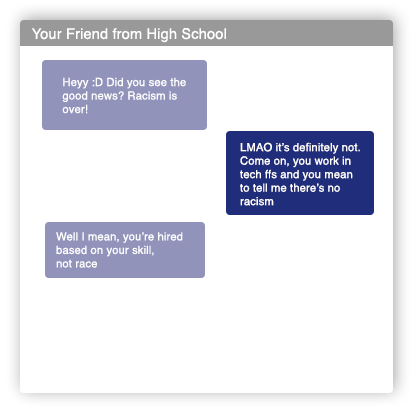 Your Friend from High School
Heyy :D Did you see the
good news? Racism is
over!
LMAO it's definitely not.
Come on, you work in
tech ffs and you mean
to tell me there's no
racism
Well I mean, you're hired
based on your skill,
not race